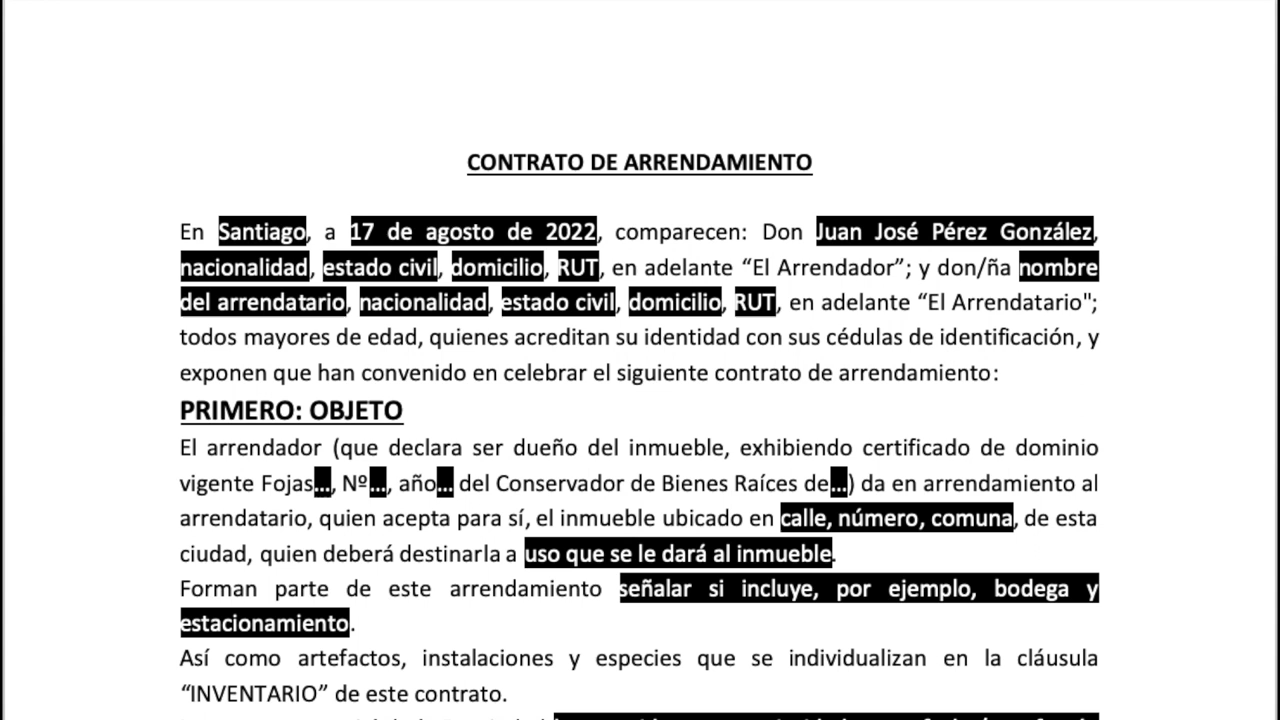 CONTRATO DE ARRENDAMIENTO
En Santiago, a 17 de agosto de 2022, comparecen: Don Juan José Pérez González,
nacionalidad, estado civil, domicilio, RUT, en adelante “El Arrendador”; y don/ña nombre
del arrendatario, nacionalidad, estado civil, domicilio, RUT, en adelante “El Arrendatario";
todos mayores de edad, quienes acreditan su identidad con sus cédulas de identificación, y
exponen que han convenido en celebrar el siguiente contrato de arrendamiento:
PRIMERO: OBJETO
El arrendador (que declara ser dueño del inmueble, exhibiendo certificado de dominio
vigente Fojas..., Nº..., año... del Conservador de Bienes Raíces de...) da en arrendamiento al
arrendatario, quien acepta para sí, el inmueble ubicado en calle, número, comuna, de esta
ciudad, quien deberá destinarla a uso que se le dará al inmueble.
Forman parte de este arrendamiento señalar si incluye, por ejemplo, bodega y
estacionamiento.
Así como artefactos, instalaciones y especies que se individualizan en la cláusula
“INVENTARIO” de este contrato.